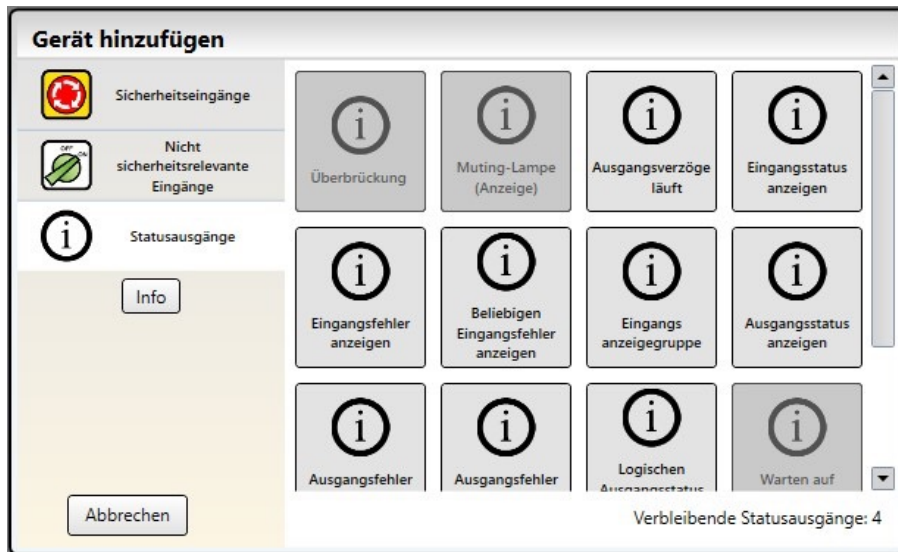 Gerät hinzufügen
Sicherheitseingänge
Nicht
sicherheitsrelevante
Eingänge
Statusausgänge
Info
Abbrechen
Überbrückung
Muting-Lampe
(Anzeige)
Ausgangsverzöge
läuft
Eingangsstatus
anzeigen
Eingangsfehler
anzeigen
Beliebigen
Eingangsfehler
anzeigen
Eingangs
anzeigegruppe
Ausgangsstatus
anzeigen
Ausgangsfehler
Ausgangsfehler
Logischen
Ausgangsstatus
Warten auf
Verbleibende Statusausgänge: 4